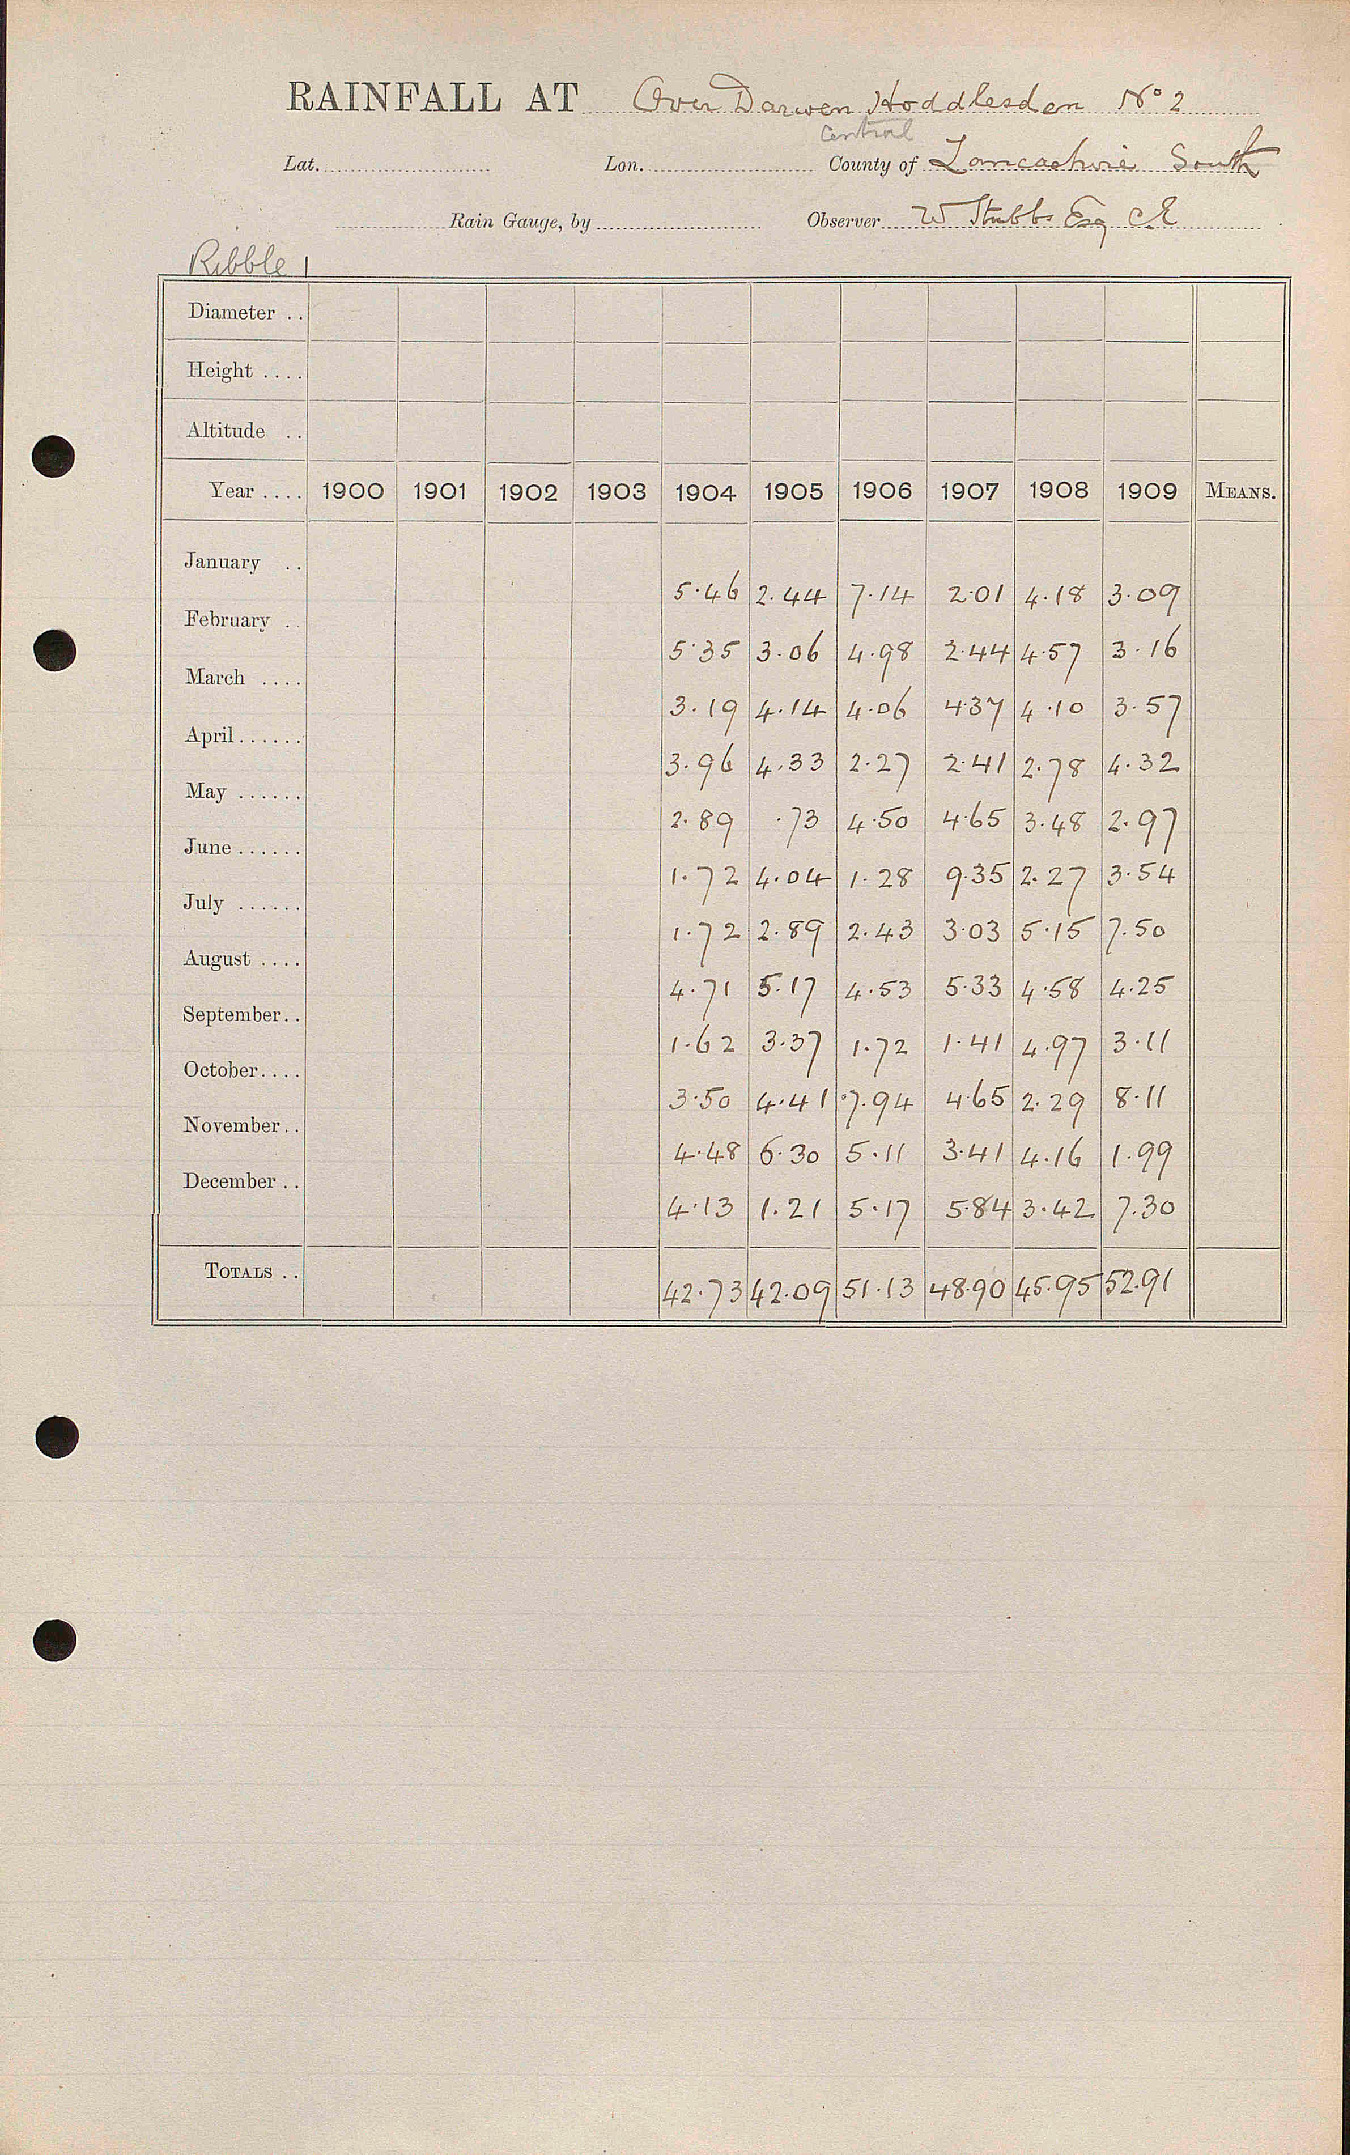 RAINFALL AT Over Darwen Hoddlesden No 2
Central
Lat. Lon. County of Lancashire South
Rain Gauge, by Observer W Stubbs Esq C.E
Ribble 1
Diameter . .
Height . . . .
Altitude . .
Year . . . . 1900 1901 1902 1903 1904 1905 1906 1907 1908 1909 MEANS.
January . .
5.46 2.44 7.14 2.01 4.18 3.09
February . .
5.35 3.06 4.98 2.44 4.57 3.16
March . . . .
3.19 4.14 4.06 4.37 4.10 3.57
April . . . . . .
3.96 4.33 2.27 2.41 2.78 4.32
May . . . . . .
2.89 .73 4.50 4.65 3.48 2.97
June . . . . . .
1.72 4.04 1.28 9.35 2.27 3.54
July . . . . . .
1.72 2.89 2.43 3.03 5.15 7.50
August . . . .
4.71 5.17 4.53 5.33 4.58 4.25
September . .
1.62 3.37 1.72 1.41 4.97 3.11
October . . . .
3.50 4.41 7.94 4.65 2.29 8.11
November . .
4.48 6.30 5.11 3.41 4.16 1.99
December . .
4.13 1.21 5.17 5.84 3.42 7.30
TOTALS . . 42.73 42.09 51.13 48.90 45.95 52.91